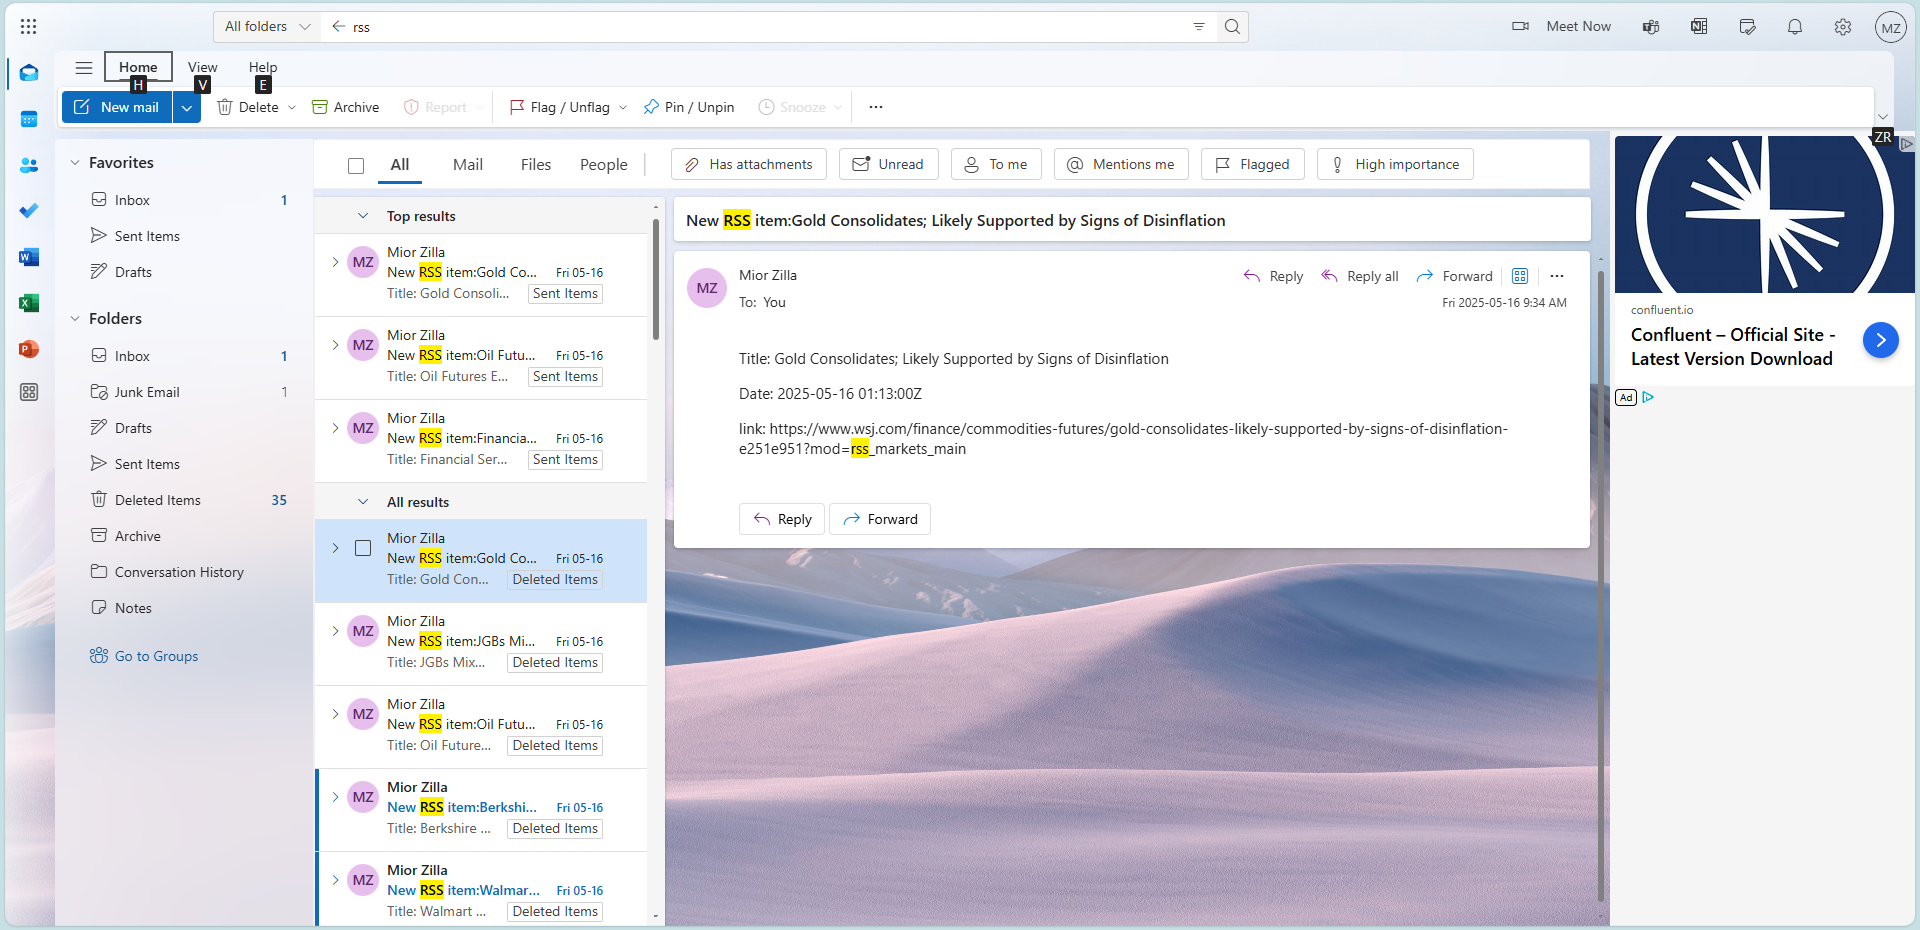 All folders
rss
Meet Now
MZ
Home
View
Help
H
V
E
New mail
Delete
Archive
Report
Flag / Unflag
Pin / Unpin
Snooze
ZR
Favorites
Inbox 1
Sent Items
Drafts
Folders
Inbox 1
Junk Email 1
Drafts
Sent Items
Deleted Items 35
Archive
Conversation History
Notes
Go to Groups
All
Mail
Files
People
Has attachments
Unread
To me
Mentions me
Flagged
High importance
Top results
MZ
Mior Zilla
New RSS item:Gold Co... Fri 05-16
Title: Gold Consoli... Sent Items
MZ
Mior Zilla
New RSS item:Oil Futu... Fri 05-16
Title: Oil Futures E... Sent Items
MZ
Mior Zilla
New RSS item:Financia... Fri 05-16
Title: Financial Ser... Sent Items
All results
Mior Zilla
New RSS item:Gold Co... Fri 05-16
Title: Gold Con... Deleted Items
MZ
Mior Zilla
New RSS item:JGBs Mi... Fri 05-16
Title: JGBs Mix... Deleted Items
MZ
Mior Zilla
New RSS item:Oil Futu... Fri 05-16
Title: Oil Future... Deleted Items
MZ
Mior Zilla
New RSS item:Berkshi... Fri 05-16
Title: Berkshire ... Deleted Items
MZ
Mior Zilla
New RSS item:Walmar... Fri 05-16
Title: Walmart ... Deleted Items
New RSS item:Gold Consolidates; Likely Supported by Signs of Disinflation
MZ
Mior Zilla
To: You
Reply
Reply all
Forward
Fri 2025-05-16 9:34 AM
Title: Gold Consolidates; Likely Supported by Signs of Disinflation
Date: 2025-05-16 01:13:00Z
link: https://www.wsj.com/finance/commodities-futures/gold-consolidates-likely-supported-by-signs-of-disinflation-
e251e951?mod=rss_markets_main
Reply
Forward
confluent.io
Confluent – Official Site -
Latest Version Download
Ad